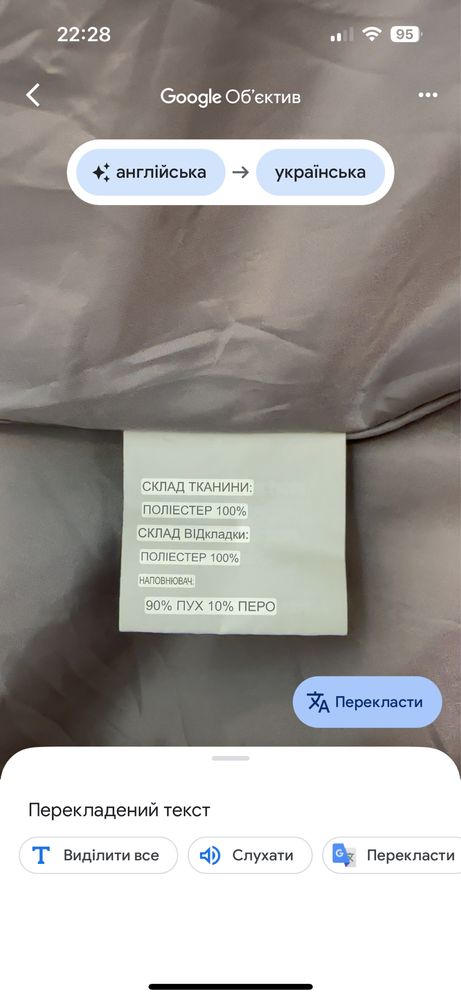 22:28
95
Google Об'єктив
англійська → українська
СКЛАД ТКАНИНИ:
ПОЛІЕСТЕР 100%
СКЛАД ВІДкладки:
ПОЛІЕСТЕР 100%
НАПОВНЮВАЧ:
90% ПУХ 10% ПЕРО
Перекласти
Перекладений текст
Виділити все
Слухати
Перекласти